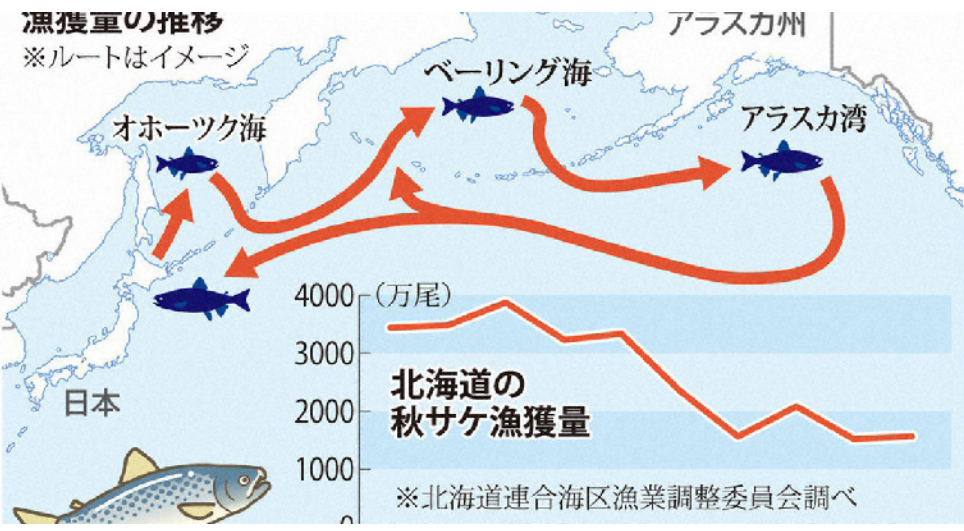 漁獲量の推移
※ルートはイメージ
アラスカ州
ベーリング海
オホーツク海
アラスカ湾
日本
4000
(万尾)
3000
2000
1000
0
北海道の
秋サケ漁獲量
※北海道連合海区漁業調整委員会調べ